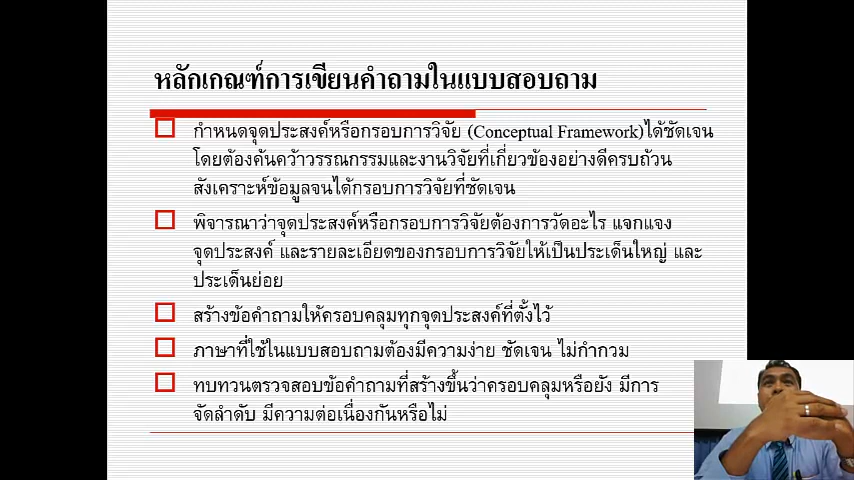 หลักเกณฑ์การเขียนคำถามในแบบสอบถาม
กำหนดจุดประสงค์หรือกรอบการวิจัย (Conceptual Framework)ได้ชัดเจน
โดยต้องค้นคว้าวรรณกรรมและงานวิจัยที่เกี่ยวข้องอย่างดีครบถ้วน
สังเคราะห์ข้อมูลจนได้กรอบการวิจัยที่ชัดเจน
พิจารณาว่าจุดประสงค์หรือกรอบการวิจัยต้องการวัดอะไร แจกแจง
จุดประสงค์ และรายละเอียดของกรอบการวิจัยให้เป็นประเด็นใหญ่ และ
ประเด็นย่อย
สร้างข้อคำถามให้ครอบคลุมทุกจุดประสงค์ที่ตั้งไว้
ภาษาที่ใช้ในแบบสอบถามต้องมีความง่าย ชัดเจน ไม่กำกวม
ทบทวนตรวจสอบข้อคำถามที่สร้างขึ้นว่าครอบคลุมหรือยัง มีการ
จัดลำดับ มีความต่อเนื่องกันหรือไม่